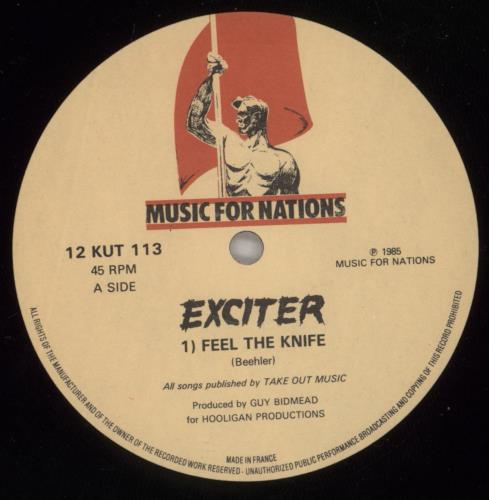 MUSIC FOR NATIONS
12 KUT 113
45 RPM
A SIDE
℗ 1985
MUSIC FOR NATIONS
EXCITER
1) FEEL THE KNIFE
(Beehler)
All songs published by TAKE OUT MUSIC
Produced by GUY BIDMEAD
for HOOLIGAN PRODUCTIONS
MADE IN FRANCE
ALL RIGHTS OF THE MANUFACTURER AND OF THE OWNER OF THE RECORDED WORK RESERVED - UNAUTHORIZED PUBLIC PERFORMANCE BROADCASTING AND COPYING OF THIS RECORD PROHIBITED